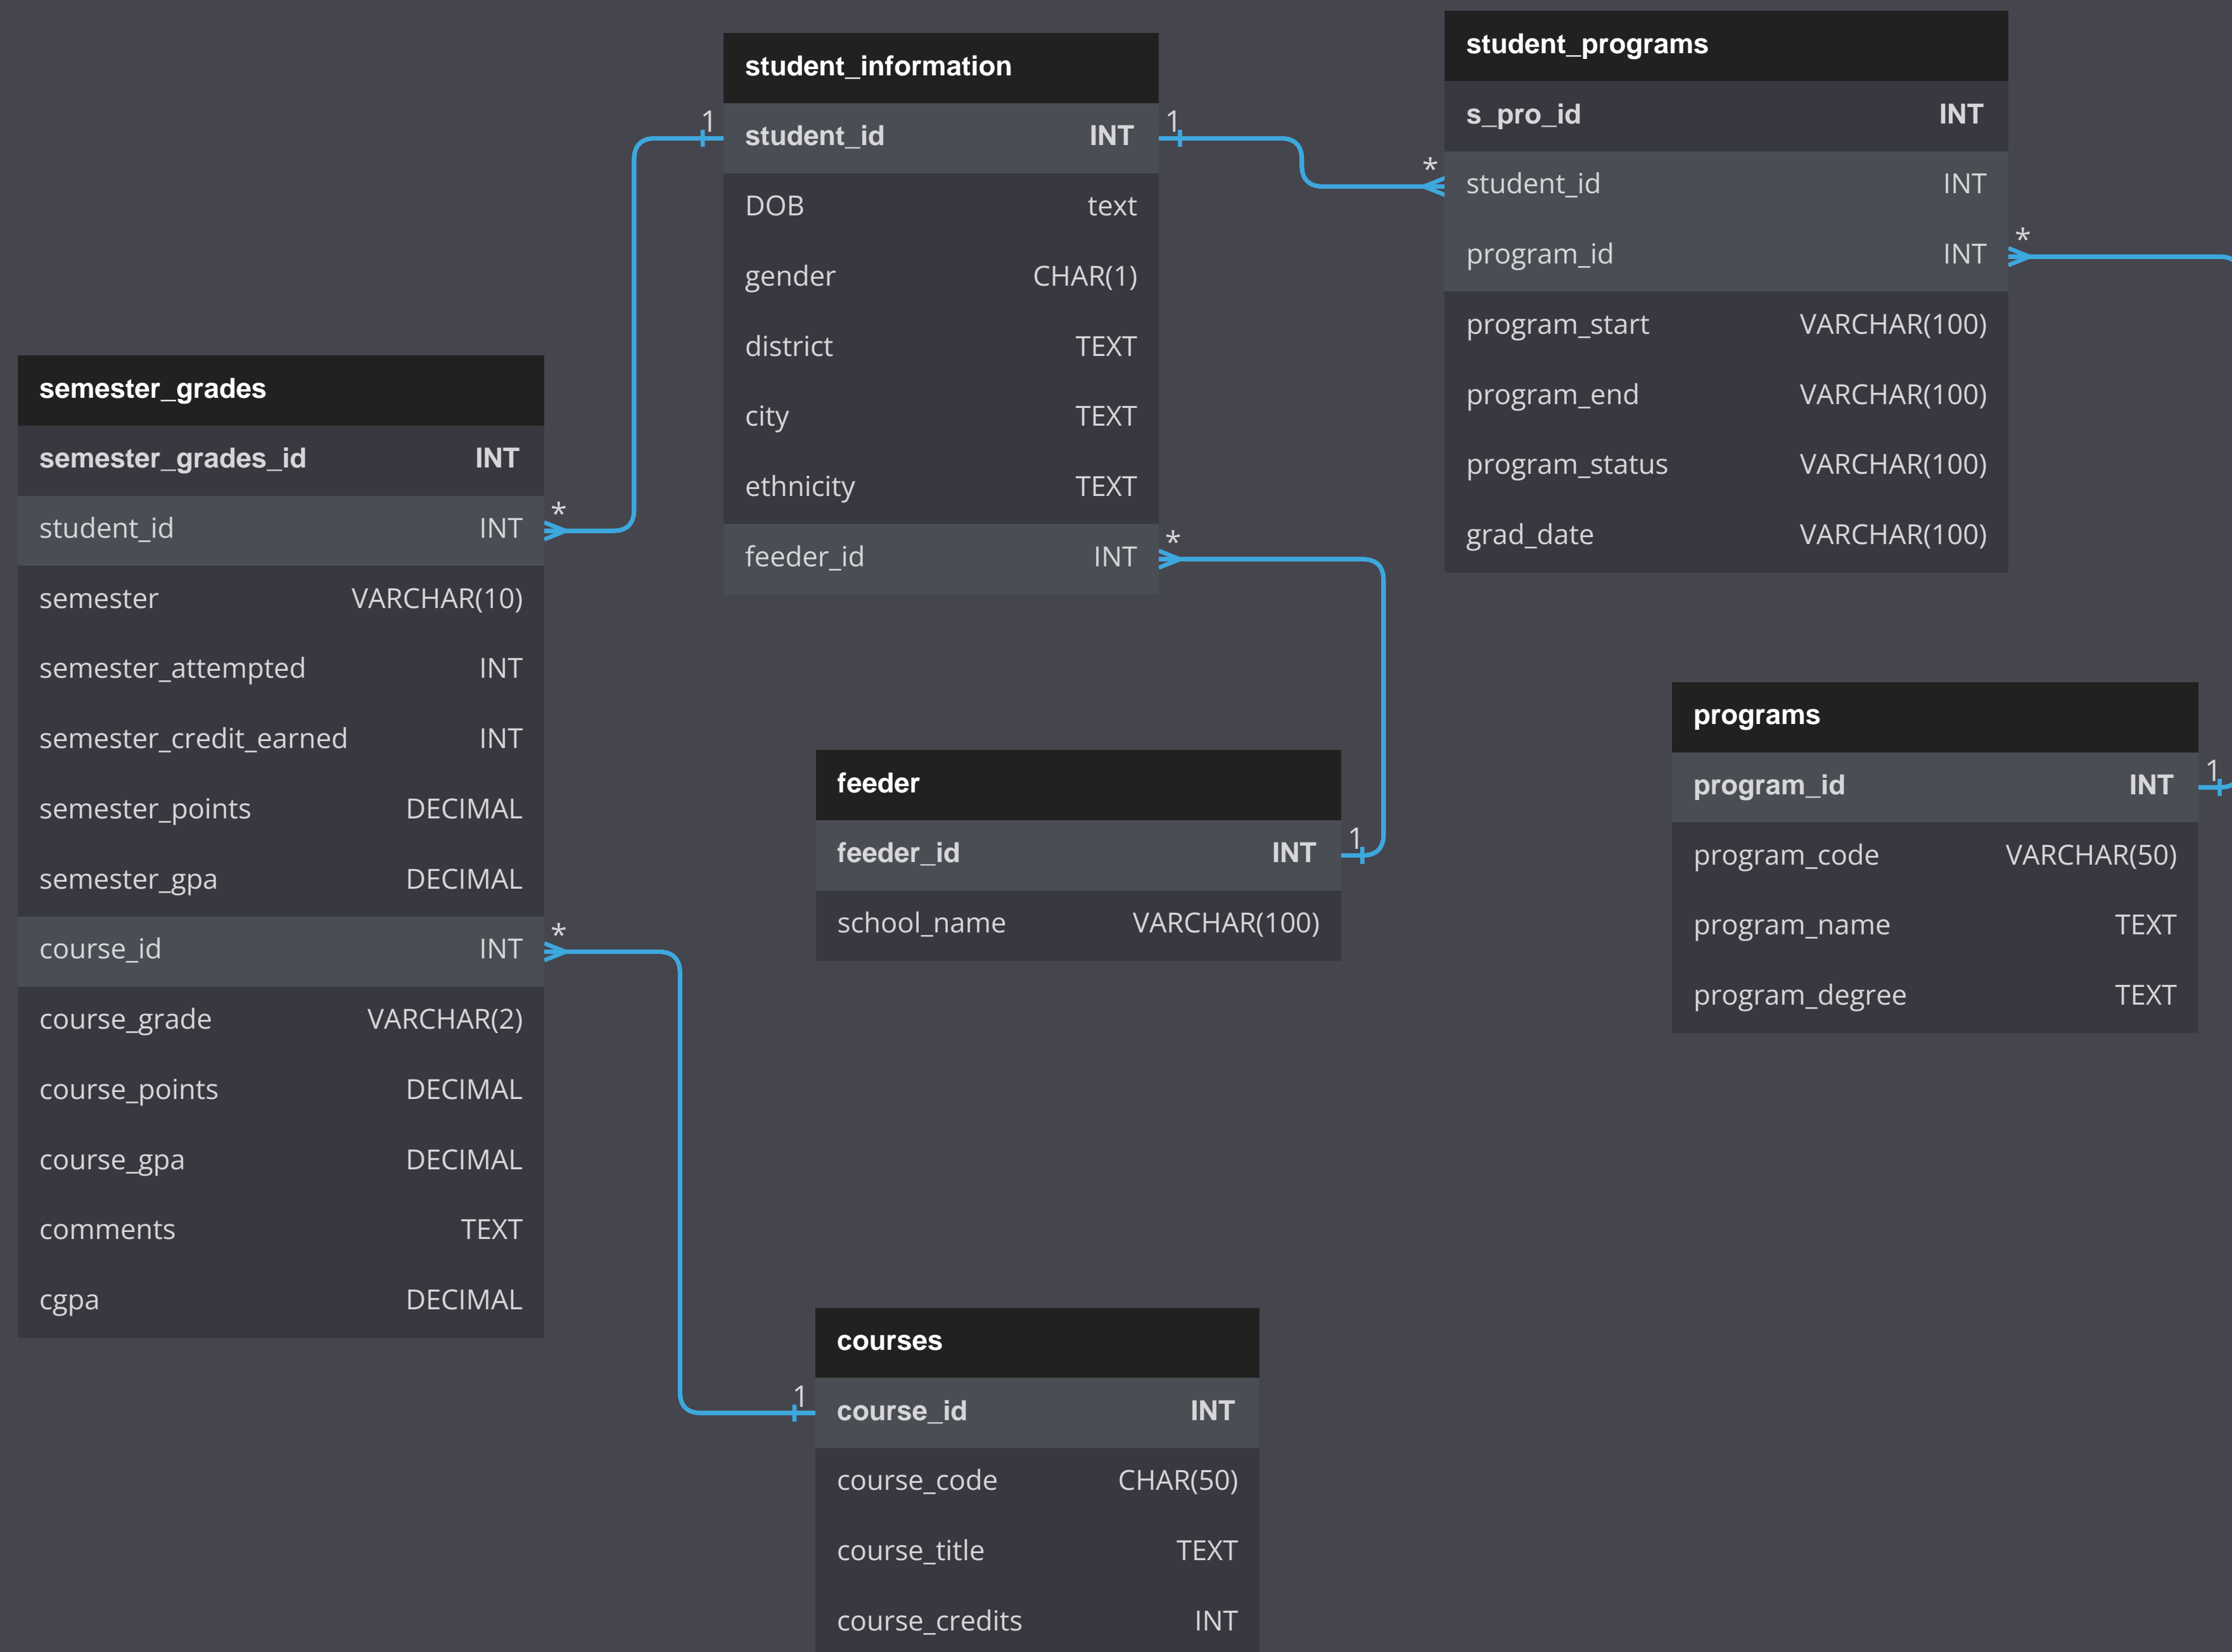 student_information
1
student_id INT
1
DOB text
gender CHAR(1)
district TEXT
city TEXT
ethnicity TEXT
feeder_id INT
*
student_programs
s_pro_id INT
*
student_id INT
program_id INT
*
program_start VARCHAR(100)
program_end VARCHAR(100)
program_status VARCHAR(100)
grad_date VARCHAR(100)
semester_grades
semester_grades_id INT
student_id INT
*
semester VARCHAR(10)
semester_attempted INT
semester_credit_earned INT
semester_points DECIMAL
semester_gpa DECIMAL
course_id INT
*
course_grade VARCHAR(2)
course_points DECIMAL
course_gpa DECIMAL
comments TEXT
cgpa DECIMAL
feeder
feeder_id INT
1
school_name VARCHAR(100)
programs
program_id INT
1
program_code VARCHAR(50)
program_name TEXT
program_degree TEXT
courses
1
course_id INT
course_code CHAR(50)
course_title TEXT
course_credits INT